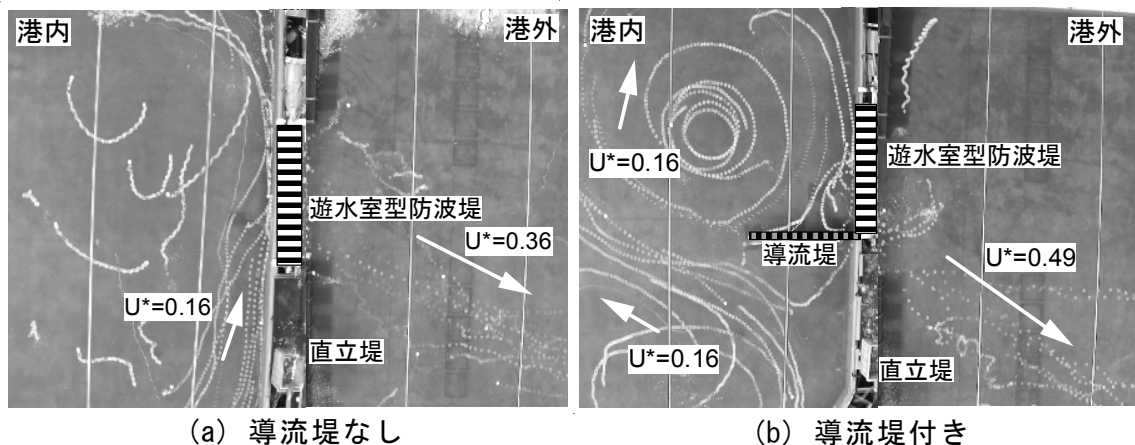 港内
港外
遊水室型防波堤
U*=0.36
U*=0.16
直立堤
(a) 導流堤なし
港内
港外
U*=0.16
遊水室型防波堤
導流堤
U*=0.49
U*=0.16
直立堤
(b) 導流堤付き